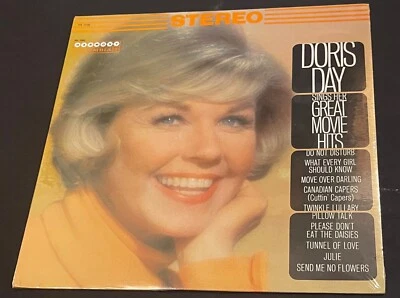 STEREO
HARMONY
DORIS
DAY
SINGS HER
GREAT
MOVIE
HITS
DO NOT DISTURB
WHAT EVERY GIRL
SHOULD KNOW
MOVE OVER DARLING
CANADIAN CAPERS
(Cuttin' Capers)
TWINKLE LULLABY
PILLOW TALK
PLEASE DON'T
EAT THE DAISIES
TUNNEL OF LOVE
JULIE
SEND ME NO FLOWERS